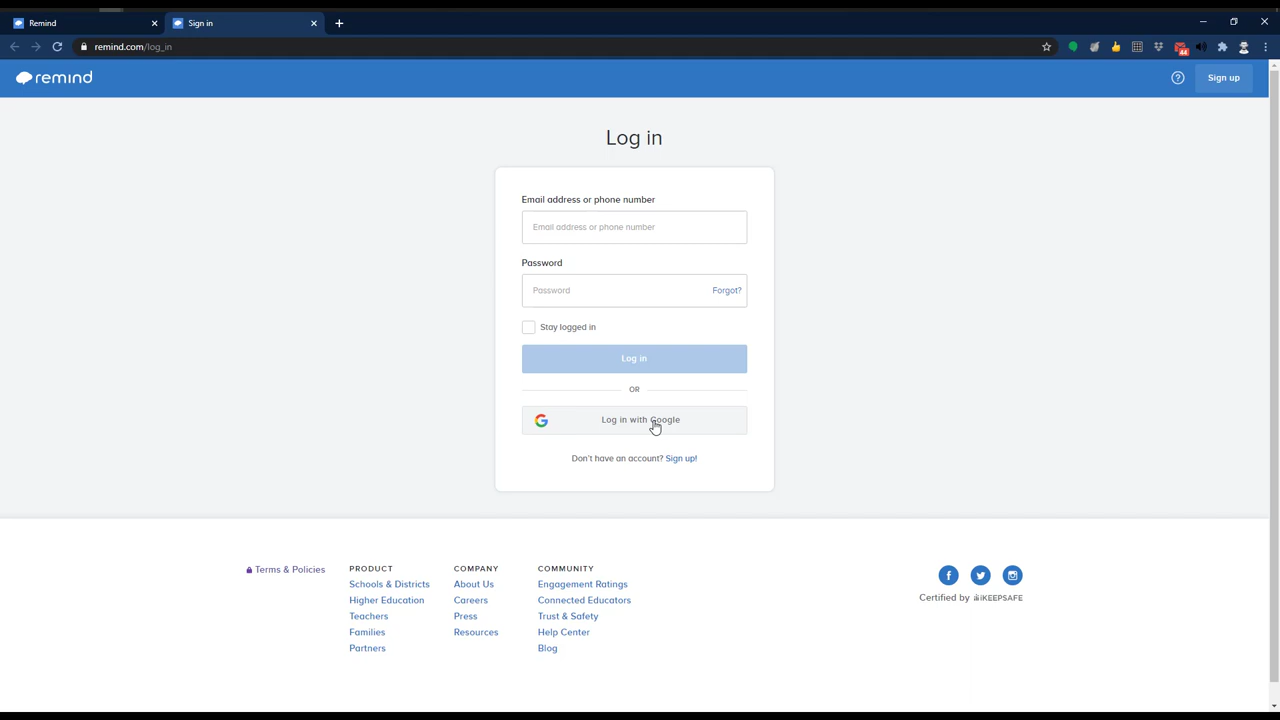 Remind
Sign in
remind.com/log_in
44
remind
Sign up
Log in
Email address or phone number
Email address or phone number
Password
Password
Forgot?
Stay logged in
Log in
OR
Log in with Google
Don't have an account? Sign up!
Terms & Policies
PRODUCT
Schools & Districts
Higher Education
Teachers
Families
Partners
COMPANY
About Us
Careers
Press
Resources
COMMUNITY
Engagement Ratings
Connected Educators
Trust & Safety
Help Center
Blog
Certified by iKEEPSAFE